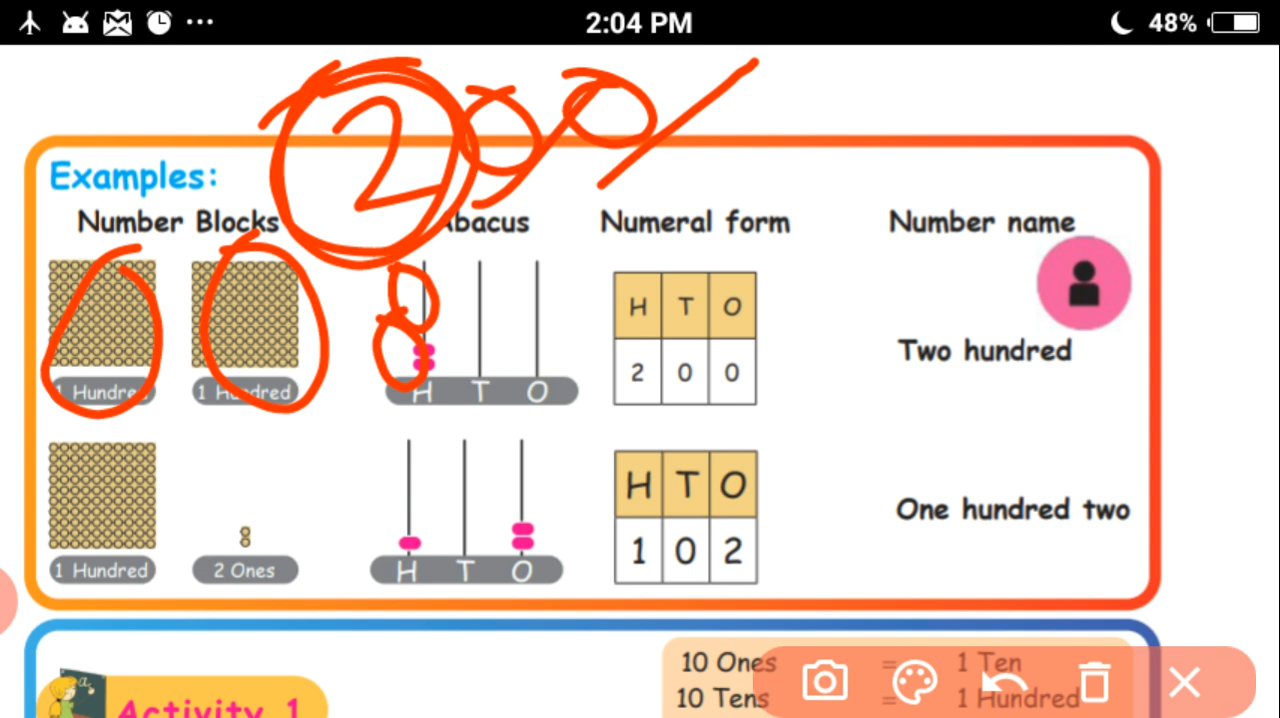 2:04 PM
48%
200/
Examples:
Number Blocks Abacus Numeral form Number name
H T O
2 0 0
Two hundred
1 Hundred 1 Hundred H T O
H T O
1 0 2
One hundred two
1 Hundred 2 Ones H T O
10 Ones = 1 Ten
10 Tens = 1 Hundred
Activity 1